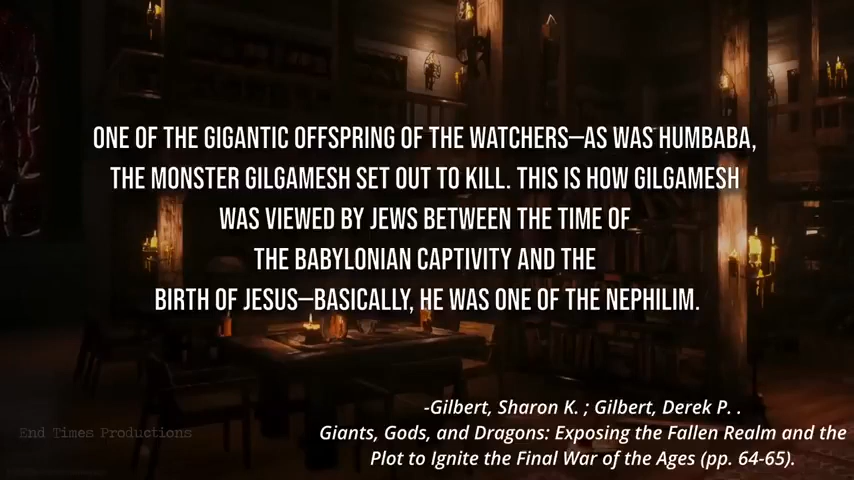 ONE OF THE GIGANTIC OFFSPRING OF THE WATCHERS—AS WAS HUMBABA,
THE MONSTER GILGAMESH SET OUT TO KILL. THIS IS HOW GILGAMESH
WAS VIEWED BY JEWS BETWEEN THE TIME OF
THE BABYLONIAN CAPTIVITY AND THE
BIRTH OF JESUS—BASICALLY, HE WAS ONE OF THE NEPHILIM.
-Gilbert, Sharon K. ; Gilbert, Derek P. .
Giants, Gods, and Dragons: Exposing the Fallen Realm and the
Plot to Ignite the Final War of the Ages (pp. 64-65).
End Times Productions